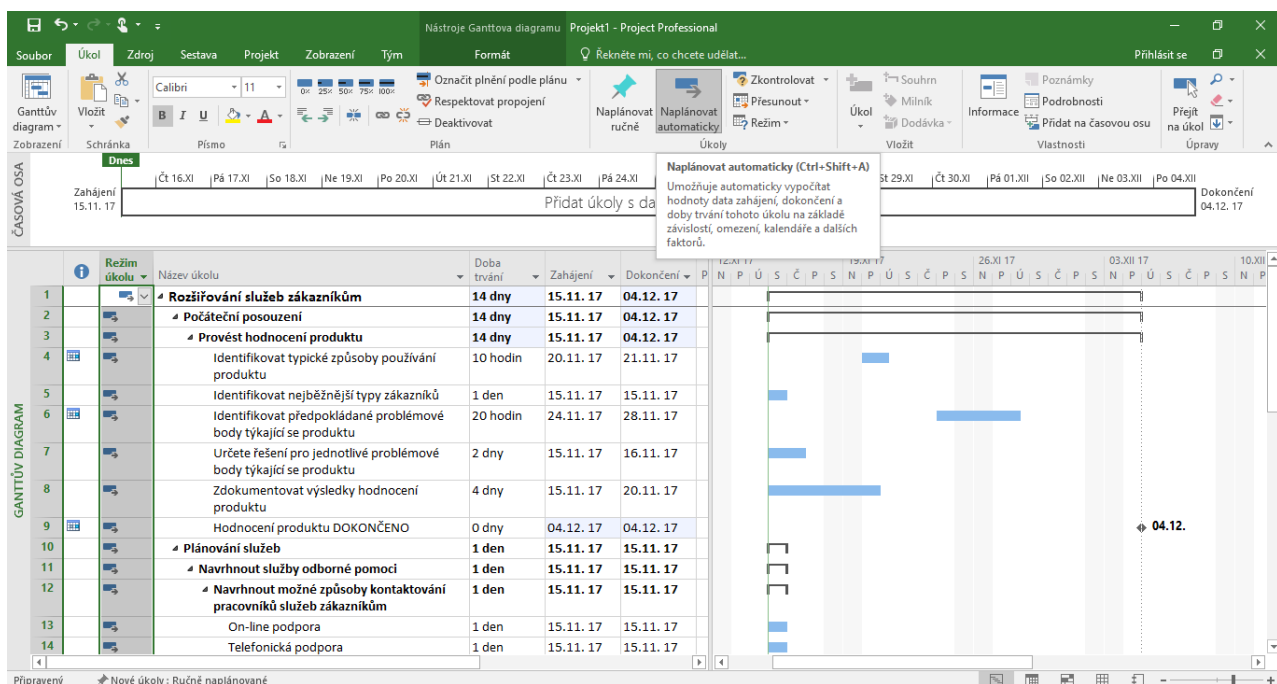 Nástroje Ganttova diagramu Projekt1 - Project Professional
Soubor Úkol Zdroj Sestava Projekt Zobrazení Tým Formát Řekněte mi, co chcete udělat... Přihlásit se
Ganttův diagram
Zobrazení
Vložit
Schránka
Calibri 11
B I U A
Písmo
0× 25× 50× 75× 100×
Označit plnění podle plánu
Respektovat propojení
Deaktivovat
Plán
Naplánovat ručně
Naplánovat automaticky
Zkontrolovat
Přesunout
Režim
Úkoly
Úkol
Souhrn
Milník
Dodávka
Vložit
Informace
Poznámky
Podrobnosti
Přidat na časovou osu
Vlastnosti
Přejít na úkol
Úpravy
Naplánovat automaticky (Ctrl+Shift+A)
Umožňuje automaticky vypočítat
hodnoty data zahájení, dokončení a
doby trvání tohoto úkolu na základě
závislostí, omezení, kalendáře a dalších
faktorů.
ČASOVÁ OSA
Dnes
Čt 16.XI Pá 17.XI So 18.XI Ne 19.XI Po 20.XI Út 21.XI St 22.XI Čt 23.XI Pá 24.XI St 29.XI Čt 30.XI Pá 01.XII So 02.XII Ne 03.XII Po 04.XII
Zahájení
15.11. 17
Přidat úkoly s da
Dokončení
04.12. 17
GANTTŮV DIAGRAM
Režim úkolu Název úkolu Doba trvání Zahájení Dokončení P
12.XI 17 19.XI 17 26.XI 17 03.XII 17 10.XII
N P Ú S Č P S N P Ú S Č P S N P Ú S Č P S N P Ú S Č P S N P
1 Rozšiřování služeb zákazníkům 14 dny 15.11. 17 04.12. 17
2 Počáteční posouzení 14 dny 15.11. 17 04.12. 17
3 Provést hodnocení produktu 14 dny 15.11. 17 04.12. 17
4 Identifikovat typické způsoby používání 10 hodin 20.11. 17 21.11. 17
produktu
5 Identifikovat nejběžnější typy zákazníků 1 den 15.11. 17 15.11. 17
6 Identifikovat předpokládané problémové 20 hodin 24.11. 17 28.11. 17
body týkající se produktu
7 Určete řešení pro jednotlivé problémové 2 dny 15.11. 17 16.11. 17
body týkající se produktu
8 Zdokumentovat výsledky hodnocení 4 dny 15.11. 17 20.11. 17
produktu
9 Hodnocení produktu DOKONČENO 0 dny 04.12. 17 04.12. 17 04.12.
10 Plánování služeb 1 den 15.11. 17 15.11. 17
11 Navrhnout služby odborné pomoci 1 den 15.11. 17 15.11. 17
12 Navrhnout možné způsoby kontaktování 1 den 15.11. 17 15.11. 17
pracovníků služeb zákazníkům
13 On-line podpora 1 den 15.11. 17 15.11. 17
14 Telefonická podpora 1 den 15.11. 17 15.11. 17
Připravený Nové úkoly : Ručně naplánované